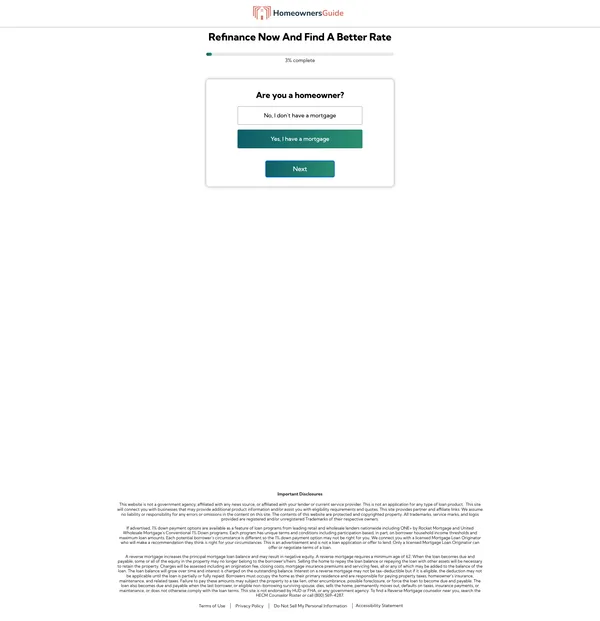 HomeownersGuide
Refinance Now And Find A Better Rate
3% complete
Are you a homeowner?
No, I don't have a mortgage
Yes, I have a mortgage
Next
Important Disclosures
This website is not a government agency, affiliated with any news source, or affiliated with your lender or current service provider. This is not an application for any type of loan product. This site
will connect you with businesses that may provide additional product information and/or assist you with eligibility requirements and quotes. This site provides partner and affiliate links. We assume
no liability or responsibility for any errors or omissions in the content on this site. The contents of this website are protected and copyrighted property. All trademarks, service marks, and logos
provided are registered and/or unregistered Trademarks of their respective owners.
If advertised, 1% down payment options are available as a feature of loan programs from leading retail and wholesale lenders nationwide including ONE+ by Rocket Mortgage and United
Wholesale Mortgage's Conventional 1% Down programs. Each program has unique terms and conditions including participation based, in part, on borrower, household income thresholds and
maximum loan amounts. Each potential borrower's circumstance is different so the 1% down payment option may not be right for you. We connect you with a licensed Mortgage Loan Originator
who will make a recommendation they think is right for your circumstances. This is an advertisement and is not a loan application or offer to lend. Only a licensed Mortgage Loan Originator can
offer or negotiate terms of a loan.
A reverse mortgage increases the principal mortgage loan balance and may result in negative equity. A reverse mortgage requires a minimum age of 62. When the loan becomes due and
payable, some or all of the equity in the property may no longer belong to the borrower's heirs. Selling the home to repay the loan balance or repaying the loan with other assets will be necessary
to retain the property. Charges will be assessed with the loan, including an origination fee, closing costs, mortgage insurance premiums and servicing fees, all or any of which may be added to the balance of the
loan. The loan balance will grow over time and interest is charged on the outstanding balance. Interest on a reverse mortgage may not be tax-deductible but if it is eligible, the deduction may not
be applicable until the loan is partially or fully repaid. Borrowers must occupy the home as their primary residence and are responsible for paying property taxes, homeowner's insurance,
maintenance, and related taxes. Failure to pay these amounts may subject the property to a tax lien, other encumbrance, possible foreclosure, or force the loan to become due and payable. The
loan also becomes due and payable when the last borrower, or eligible non-borrowing surviving spouse, dies, sells the home, permanently moves out, defaults on taxes, insurance payments, or
maintenance, or does not otherwise comply with the loan terms. This site is not endorsed by HUD or FHA, or any government agency. To find a Reverse Mortgage counselor near you, search the
HECM Counselor Roster or call (800) 569-4287.
Terms of Use | Privacy Policy | Do Not Sell My Personal Information | Accessibility Statement